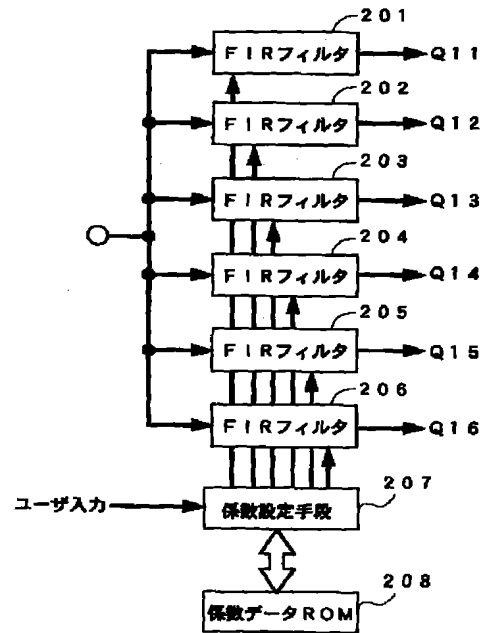 201
FIRフィルタ
Q11
202
FIRフィルタ
Q12
203
FIRフィルタ
Q13
204
FIRフィルタ
Q14
205
FIRフィルタ
Q15
206
FIRフィルタ
Q16
207
ユーザ入力
係数設定手段
208
係数データROM